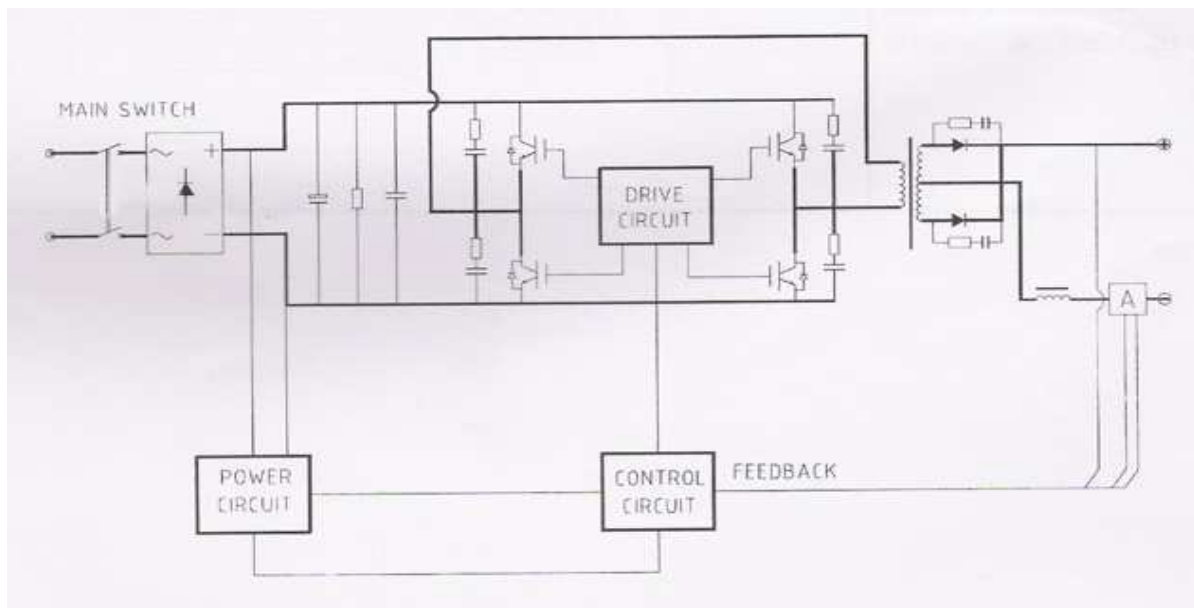 MAIN SWITCH
+
DRIVE
CIRCUIT
A
POWER
CIRCUIT
CONTROL
CIRCUIT
FEEDBACK